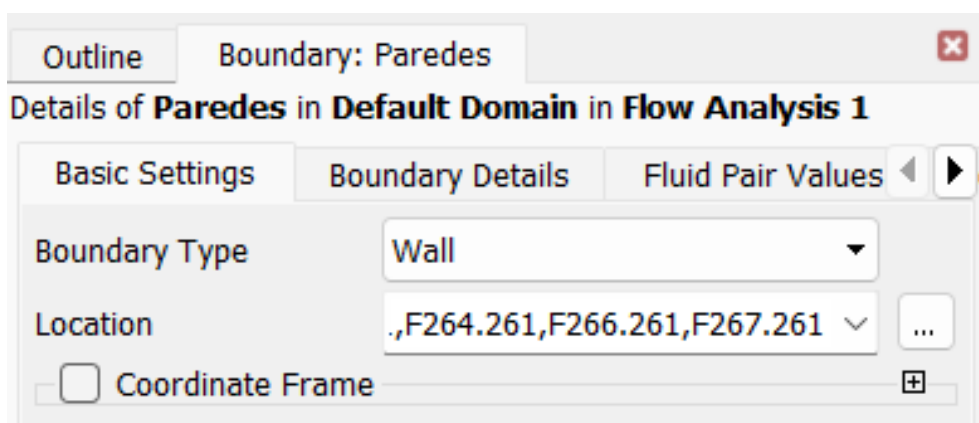 Outline Boundary: Paredes
Details of Paredes in Default Domain in Flow Analysis 1
Basic Settings Boundary Details Fluid Pair Values
Boundary Type Wall
Location .,F264.261,F266.261,F267.261 ...
Coordinate Frame